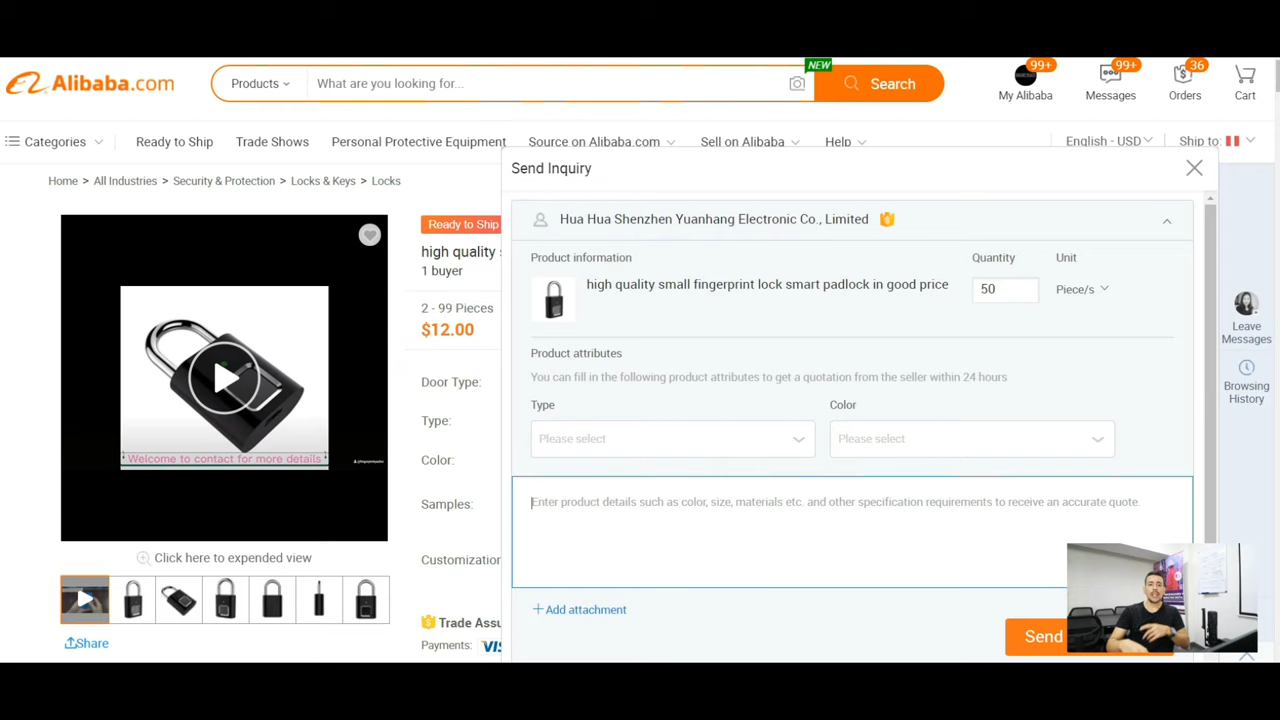 Alibaba.com
Products
What are you looking for...
NEW
Search
99+
My Alibaba
99+
Messages
36
Orders
Cart
Categories
Ready to Ship
Trade Shows
Personal Protective Equipment
Source on Alibaba.com
Sell on Alibaba
Help
English - USD
Ship to:
Home > All Industries > Security & Protection > Locks & Keys > Locks
Send Inquiry
Hua Hua Shenzhen Yuanhang Electronic Co., Limited
Product information
Quantity
Unit
high quality small fingerprint lock smart padlock in good price
50
Piece/s
Product attributes
You can fill in the following product attributes to get a quotation from the seller within 24 hours
Type
Color
Please select
Please select
Enter product details such as color, size, materials etc. and other specification requirements to receive an accurate quote.
+ Add attachment
Send
Ready to Ship
high quality s
1 buyer
2 - 99 Pieces
$12.00
Door Type:
Type:
Color:
Samples:
Customization
Trade Assu
Payments: VIS
Welcome to contact for more details
Click here to expended view
Share
Leave
Messages
Browsing
History